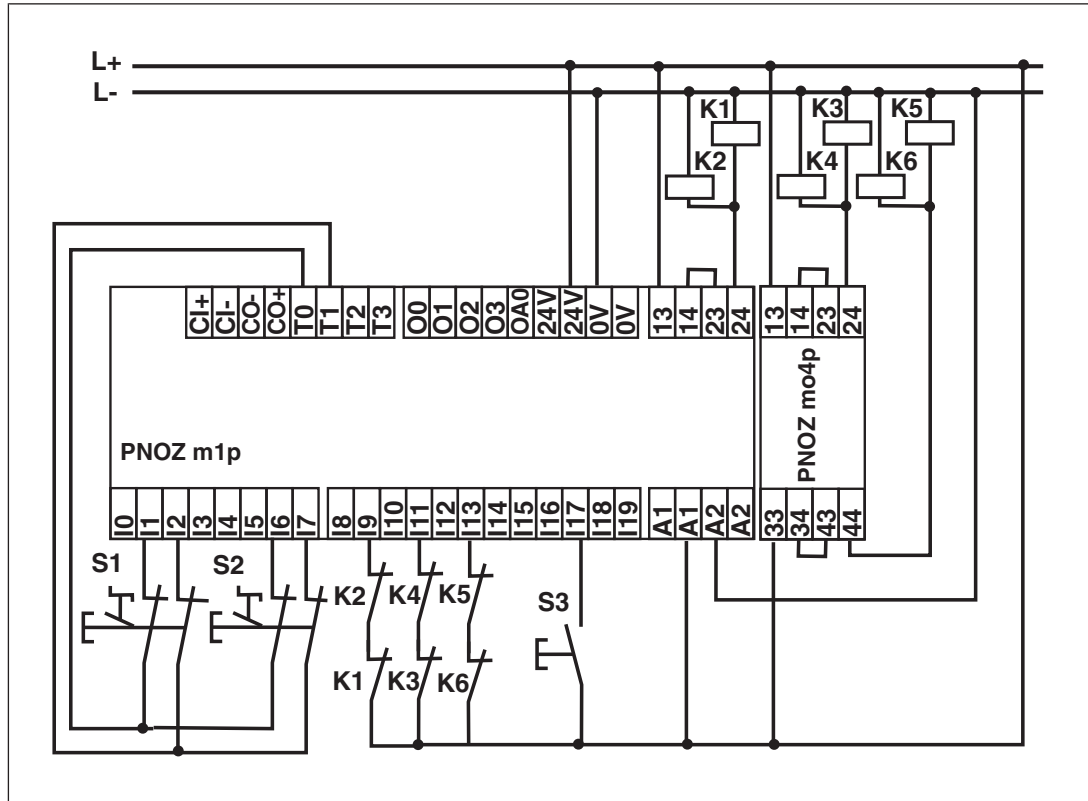 L+
L-
K1
K2
K3
K4
K5
K6
CI+ CI- CO- CO+ T0 T1 T2 T3
O0 O1 O2 O3 OA0 24V 24V 0V 0V
13 14 23 24
13 14 23 24
PNOZ m1p
PNOZ mo4p
I0 I1 I2 I3 I4 I5 I6 I7
I8 I9 I10 I11 I12 I13 I14 I15 I16 I17 I18 I19
A1 A1 A2 A2
33 34 43 44
S1
S2
K2
K4
K5
S3
K1
K3
K6